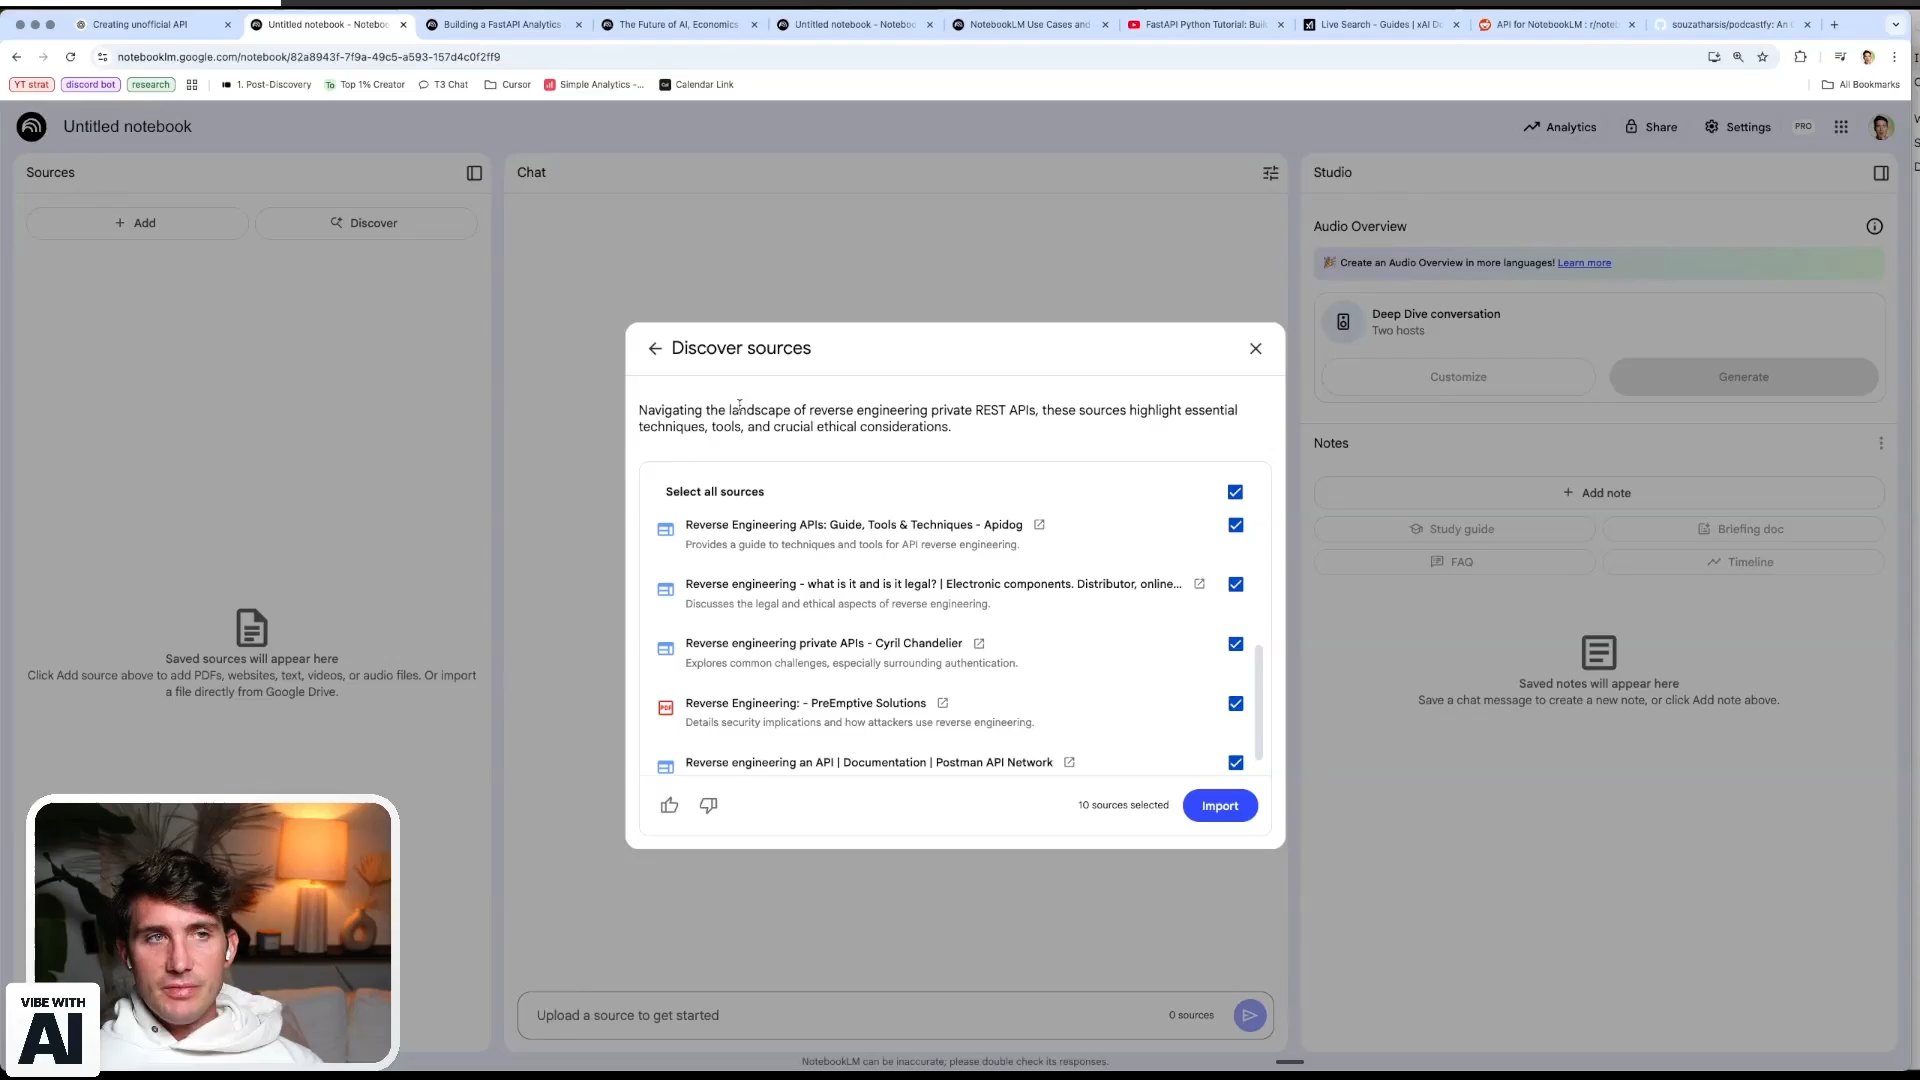 Creating unofficial API
Untitled notebook - Noteboo
Building a FastAPI Analytics
The Future of AI, Economics
Untitled notebook - Noteboo
NotebookLM Use Cases and
FastAPI Python Tutorial: Buil
Live Search - Guides | xAI Do
API for NotebookLM : r/note
souzatharsis/podcastfy: An
notebooklm.google.com/notebook/82a8943f-7f9a-49c5-a593-157d4c0f2ff9
YT strat
discord bot
research
1. Post-Discovery
To Top 1% Creator
T3 Chat
Cursor
Simple Analytics -...
Cal Calendar Link
All Bookmarks
Untitled notebook
Analytics
Share
Settings
PRO
Sources
Chat
Studio
+ Add
Discover
Audio Overview
Create an Audio Overview in more languages! Learn more
Deep Dive conversation
Two hosts
Customize
Generate
Notes
+ Add note
Study guide
Briefing doc
FAQ
Timeline
Discover sources
Navigating the landscape of reverse engineering private REST APIs, these sources highlight essential
techniques, tools, and crucial ethical considerations.
Select all sources
Reverse Engineering APIs: Guide, Tools & Techniques - Apidog
Provides a guide to techniques and tools for API reverse engineering.
Reverse engineering - what is it and is it legal? | Electronic components. Distributor, online...
Discusses the legal and ethical aspects of reverse engineering.
Reverse engineering private APIs - Cyril Chandelier
Explores common challenges, especially surrounding authentication.
PDF
Reverse Engineering: - PreEmptive Solutions
Details security implications and how attackers use reverse engineering.
Reverse engineering an API | Documentation | Postman API Network
10 sources selected
Import
Saved sources will appear here
Click Add source above to add PDFs, websites, text, videos, or audio files. Or import
a file directly from Google Drive.
Saved notes will appear here
Save a chat message to create a new note, or click Add note above.
Upload a source to get started
0 sources
NotebookLM can be inaccurate; please double check its responses.
VIBE WITH
AI